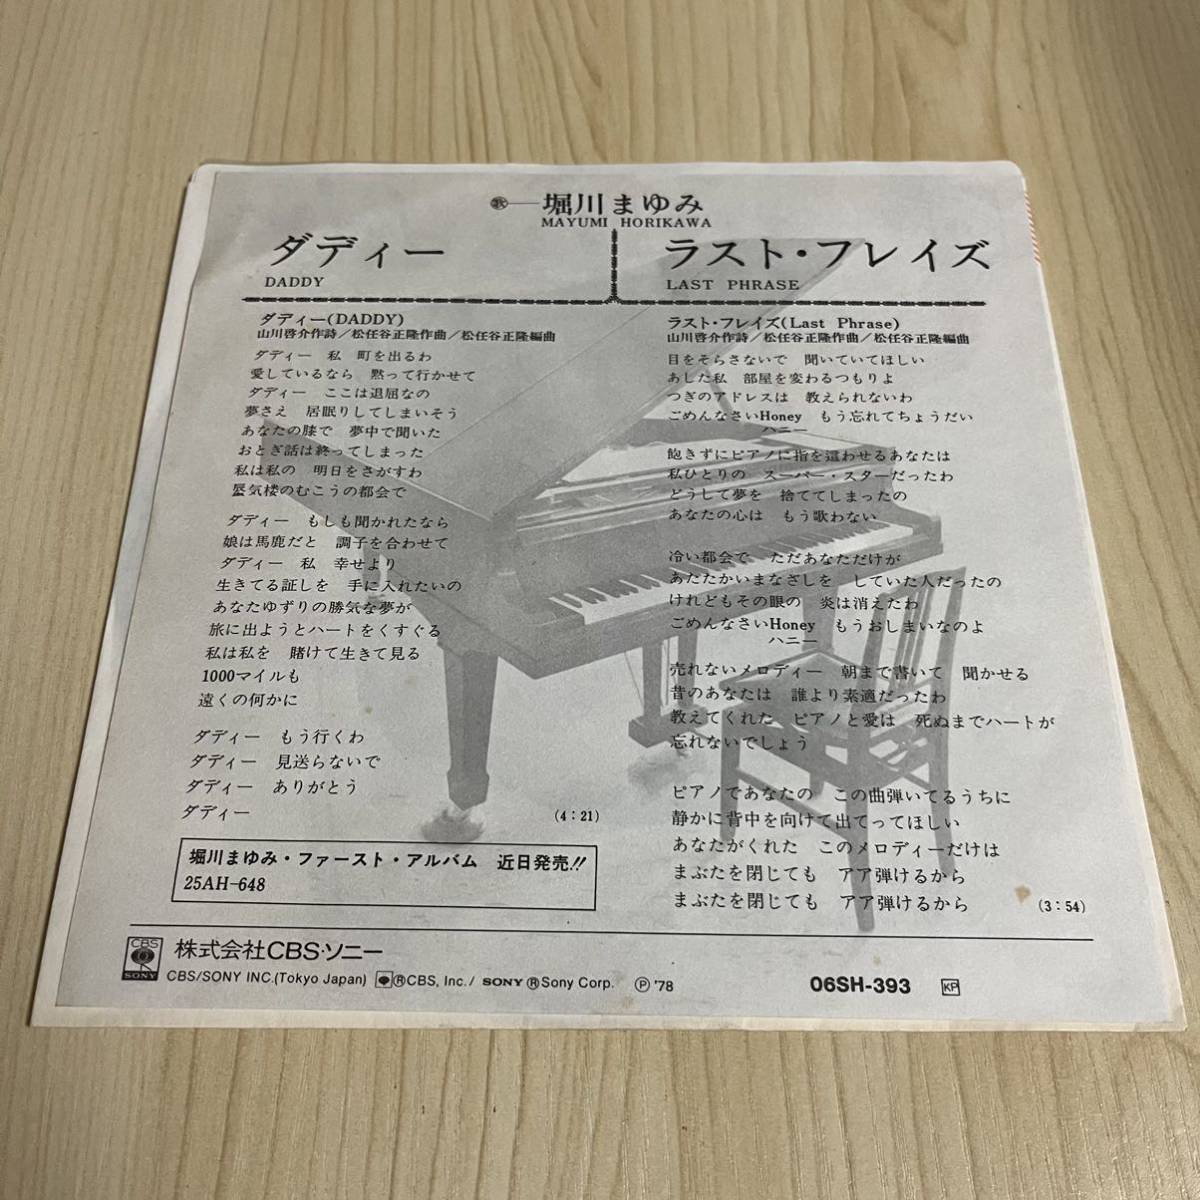 歌―堀川まゆみ
MAYUMI HORIKAWA
ダディー
DADDY
ダディー(DADDY)
山川啓介作詩/松任谷正隆作曲/松任谷正隆編曲
ダディー 私 町を出るわ
愛しているなら 黙って行かせて
ダディー ここは退屈なの
夢さえ 居眠りしてしまいそう
あなたの膝で 夢中で聞いた
おとぎ話は終ってしまった
私は私の 明日をさがすわ
蜃気楼のむこうの都会で
ダディー もしも聞かれたなら
娘は馬鹿だと 調子を合わせて
ダディー 私 幸せより
生きてる証しを 手に入れたいの
あなたゆずりの勝気な夢が
旅に出ようとハートをくすぐる
私は私を 賭けて生きて見る
1000マイルも
遠くの何かに
ダディー もう行くわ
ダディー 見送らないで
ダディー ありがとう
ダディー
(4:21)
堀川まゆみ・ファースト・アルバム 近日発売!!
25AH-648
ラスト・フレイズ
LAST PHRASE
ラスト・フレイズ(Last Phrase)
山川啓介作詩/松任谷正隆作曲/松任谷正隆編曲
目をそらさないで 聞いていてほしい
あした私 部屋を変わるつもりよ
つぎのアドレスは 教えられないわ
ごめんなさいHoney もう忘れてちょうだい
ハニー
飽きずにピアノに指を這わせるあなたは
私ひとりの スーパー・スターだったわ
どうして夢を 捨ててしまったの
あなたの心は もう歌わない
冷い都会で ただあなただけが
あたたかいまなざしを していた人だったの
けれどもその眼の 炎は消えたわ
ごめんなさいHoney もうおしまいなのよ
ハニー
売れないメロディー 朝まで書いて 聞かせる
昔のあなたは 誰より素適だったわ
教えてくれた ピアノと愛は 死ぬまでハートが
忘れないでしょう
ピアノであなたの この曲弾いてるうちに
静かに背中を向けて出てってほしい
あなたがくれた このメロディーだけは
まぶたを閉じても アア弾けるから
まぶたを閉じても アア弾けるから
(3:54)
CBS SONY 株式会社CBS・ソニー
CBS/SONY INC.(Tokyo Japan) ®CBS, Inc./ SONY ®Sony Corp. ℗'78
06SH-393 KP